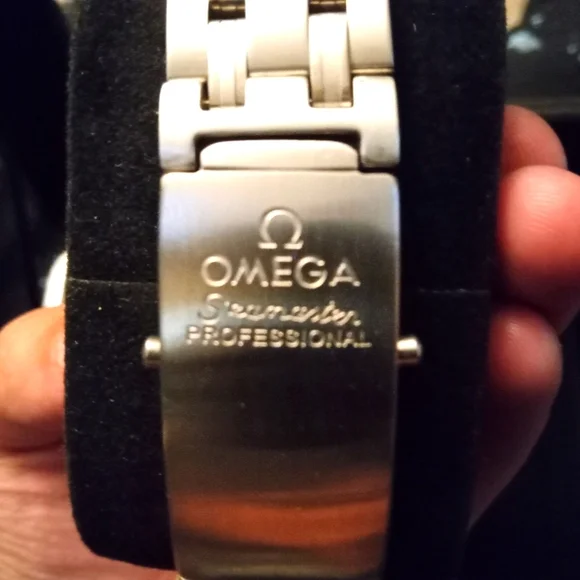 Ω
OMEGA
Seamaster
PROFESSIONAL